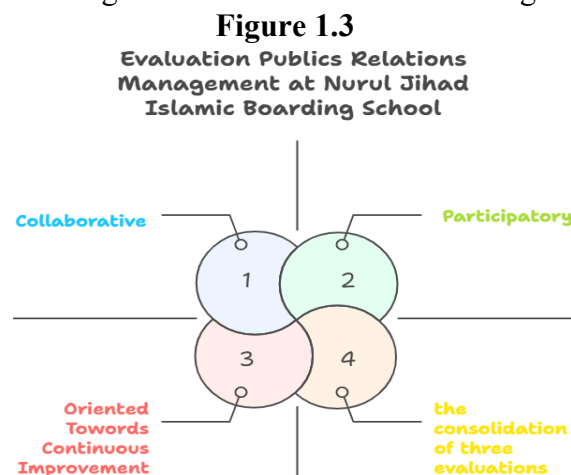 Figure 1.3
Evaluation Publics Relations
Management at Nurul Jihad
Islamic Boarding School
Collaborative
Participatory
1
2
3
4
Oriented
Towords
Continuous
Improvement
the
consolidation
of three
evaluations